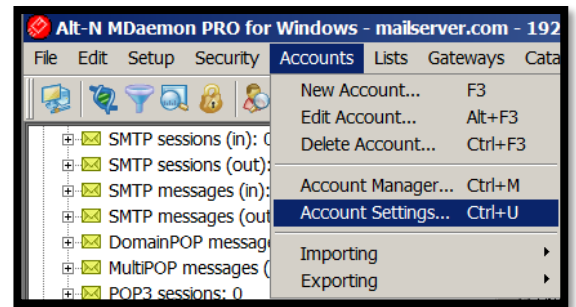 Alt-N MDaemon PRO for Windows - mailserver.com - 192
File Edit Setup Security Accounts Lists Gateways Cata
New Account... F3
Edit Account... Alt+F3
Delete Account... Ctrl+F3
Account Manager... Ctrl+M
Account Settings... Ctrl+U
Importing
Exporting
SMTP sessions (in): 0
SMTP sessions (out):
SMTP messages (in):
SMTP messages (out
DomainPOP message
MultiPOP messages (
POP3 sessions: 0